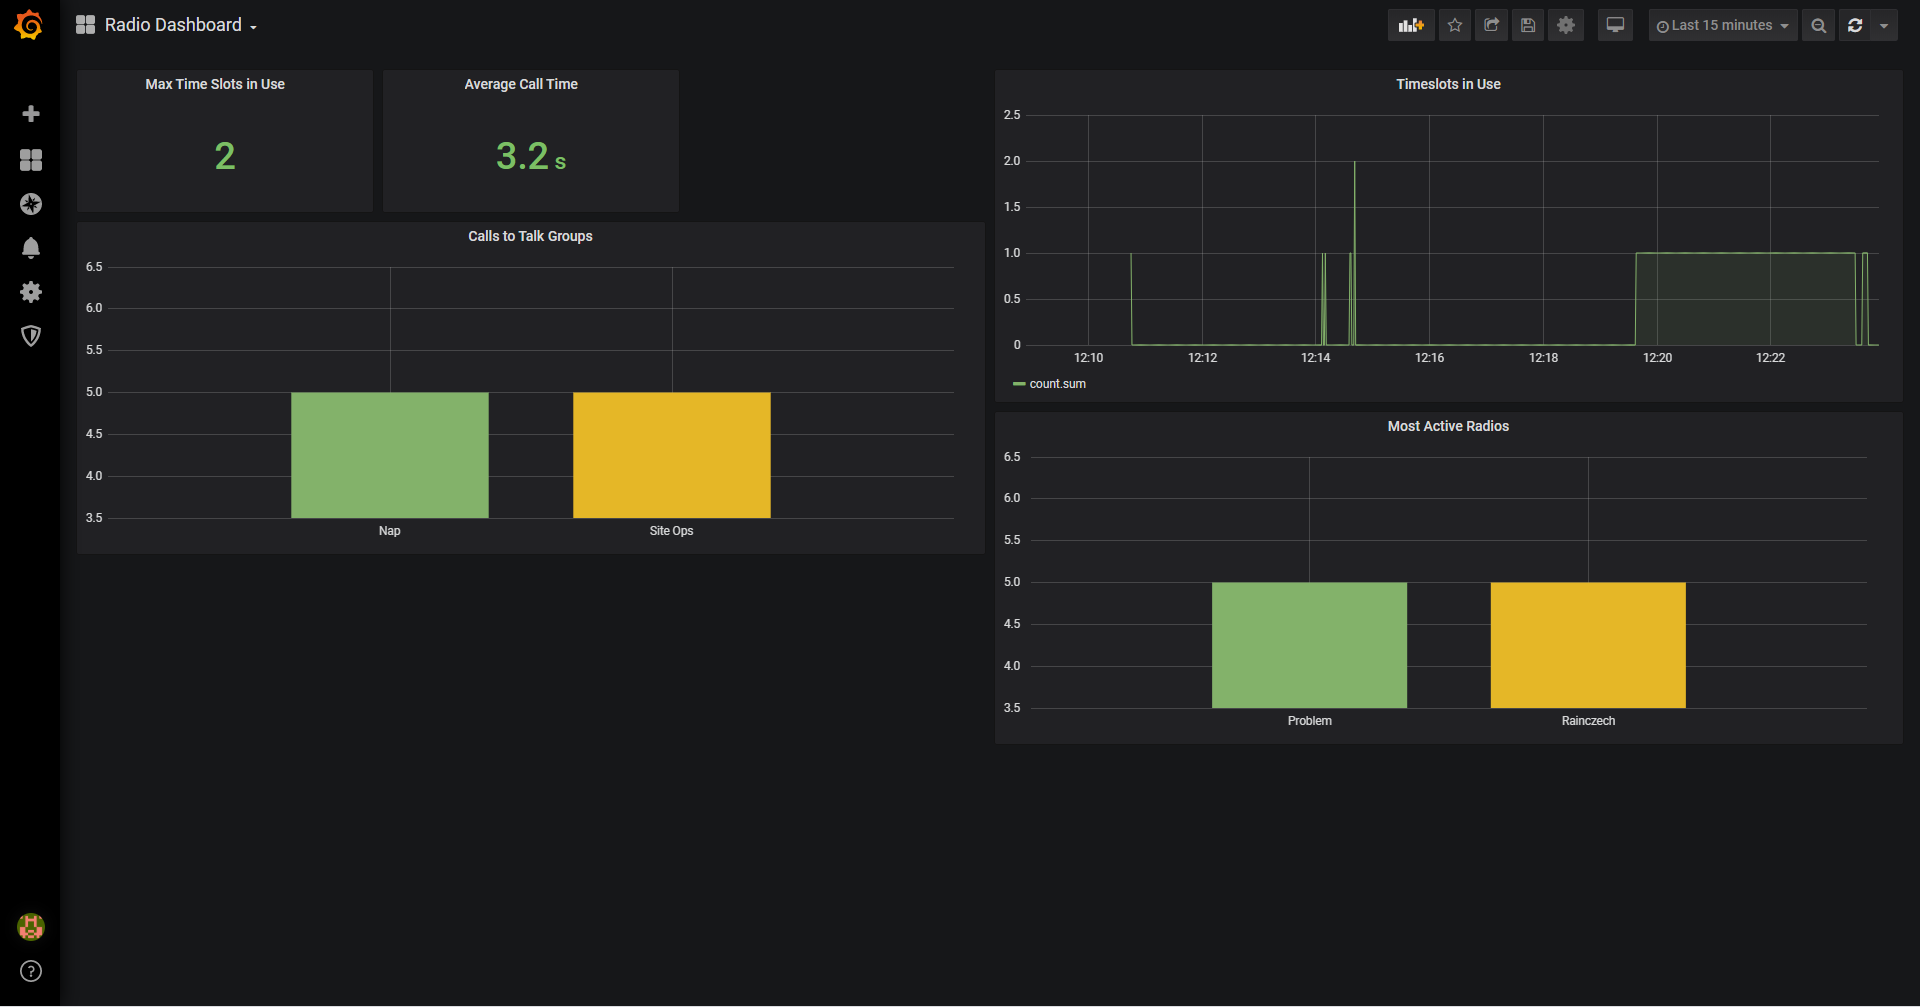 Radio Dashboard
Last 15 minutes
Max Time Slots in Use
2
Average Call Time
3.2 s
Calls to Talk Groups
6.5
6.0
5.5
5.0
4.5
4.0
3.5
Nap
Site Ops
Timeslots in Use
2.5
2.0
1.5
1.0
0.5
0
12:10
12:12
12:14
12:16
12:18
12:20
12:22
count.sum
Most Active Radios
6.5
6.0
5.5
5.0
4.5
4.0
3.5
Problem
Rainczech
?